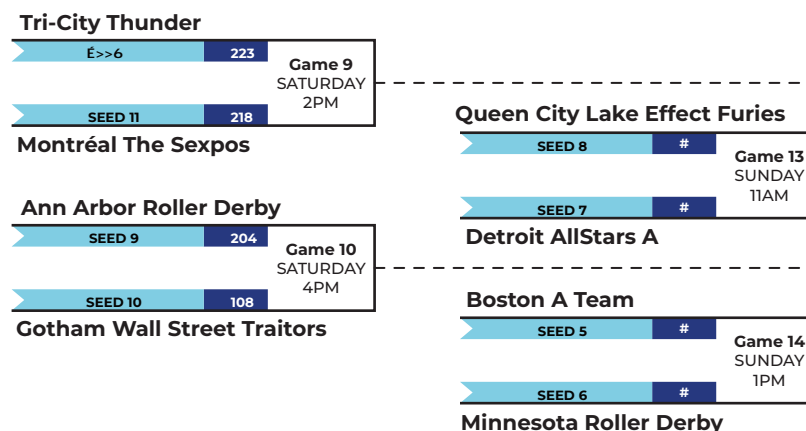 Tri-City Thunder
É>>6 223
Game 9
SATURDAY
2PM
SEED 11 218
Montréal The Sexpos
Ann Arbor Roller Derby
SEED 9 204
Game 10
SATURDAY
4PM
SEED 10 108
Gotham Wall Street Traitors
Queen City Lake Effect Furies
SEED 8 #
Game 13
SUNDAY
11AM
SEED 7 #
Detroit AllStars A
Boston A Team
SEED 5 #
Game 14
SUNDAY
1PM
SEED 6 #
Minnesota Roller Derby